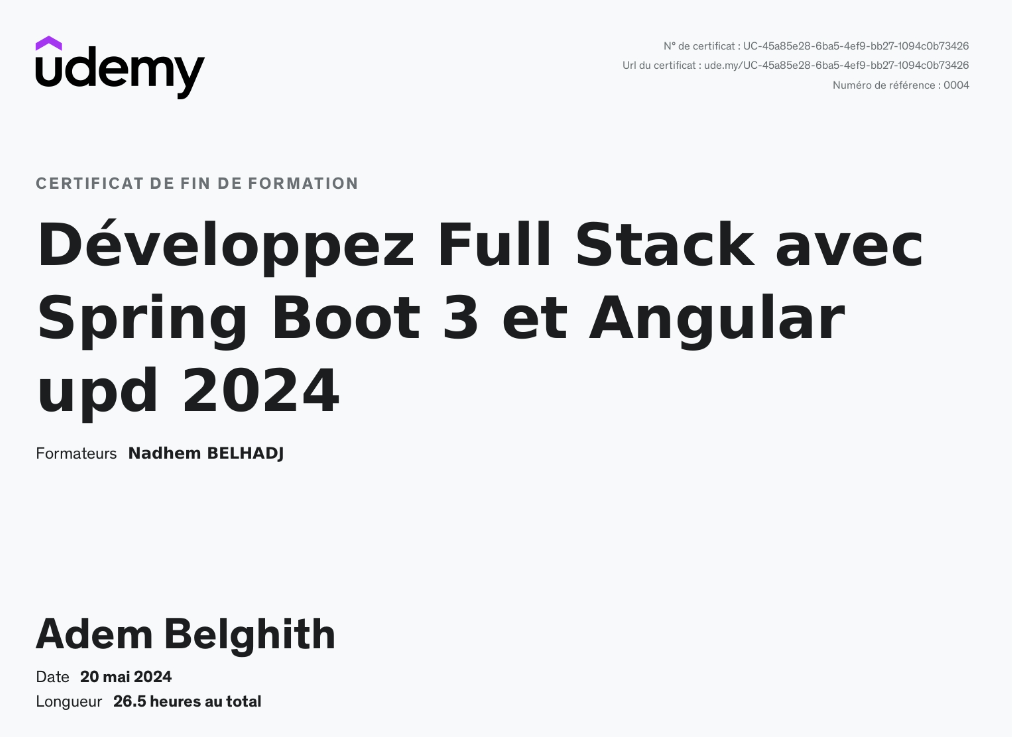 udemy
N° de certificat : UC-45a85e28-6ba5-4ef9-bb27-1094c0b73426
Url du certificat : ude.my/UC-45a85e28-6ba5-4ef9-bb27-1094c0b73426
Numéro de référence : 0004
CERTIFICAT DE FIN DE FORMATION
Développez Full Stack avec
Spring Boot 3 et Angular
upd 2024
Formateurs Nadhem BELHADJ
Adem Belghith
Date 20 mai 2024
Longueur 26.5 heures au total